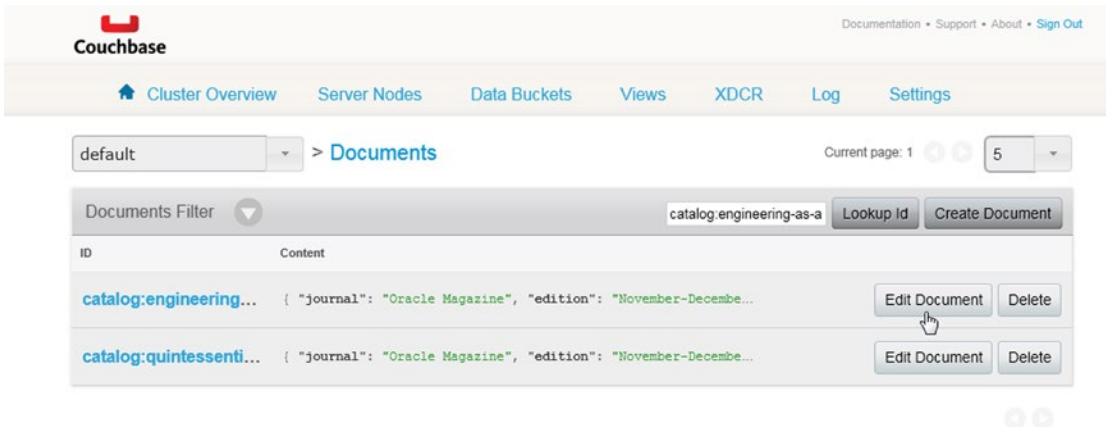 Couchbase
Documentation • Support • About • Sign Out
Cluster Overview Server Nodes Data Buckets Views XDCR Log Settings
default > Documents Current page: 1 5
Documents Filter catalog:engineering-as-a Lookup Id Create Document
ID Content
catalog:engineering... { "journal": "Oracle Magazine", "edition": "November-Decembe... Edit Document Delete
catalog:quintessenti... { "journal": "Oracle Magazine", "edition": "November-Decembe... Edit Document Delete